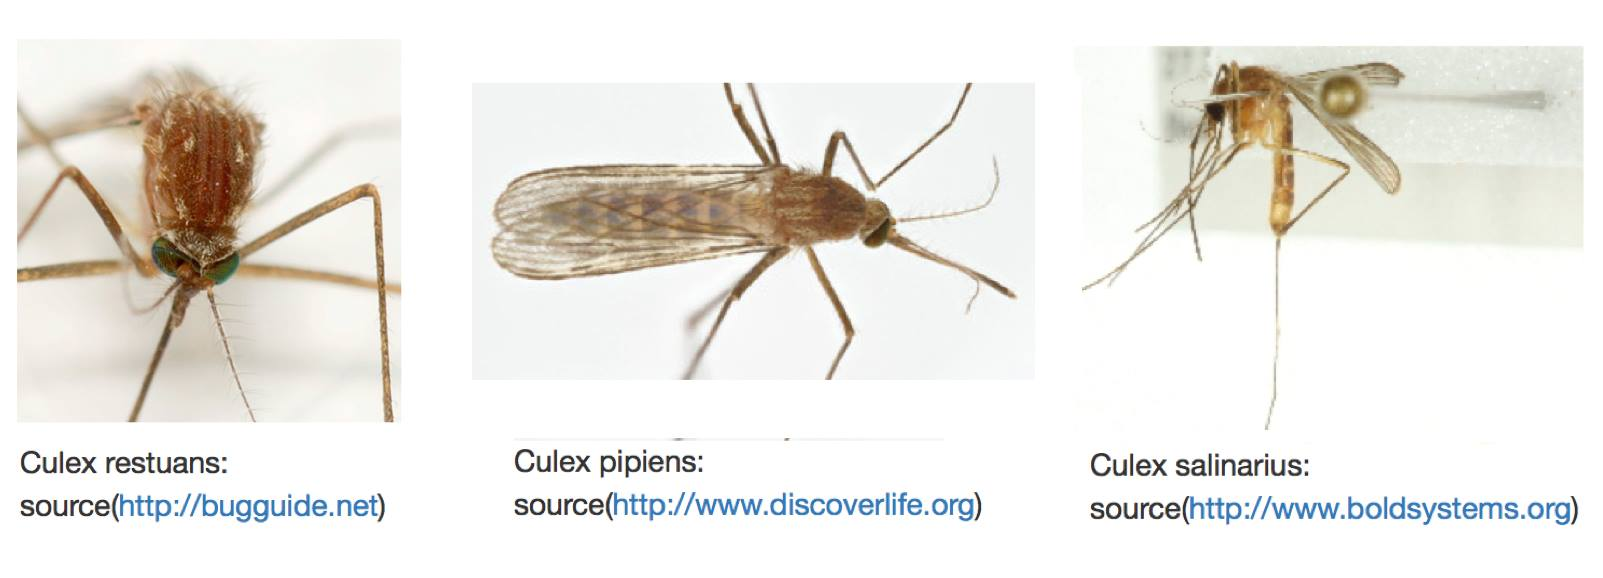 Culex restuans:
source(http://bugguide.net)
Culex pipiens:
source(http://www.discoverlife.org)
Culex salinarius:
source(http://www.boldsystems.org)